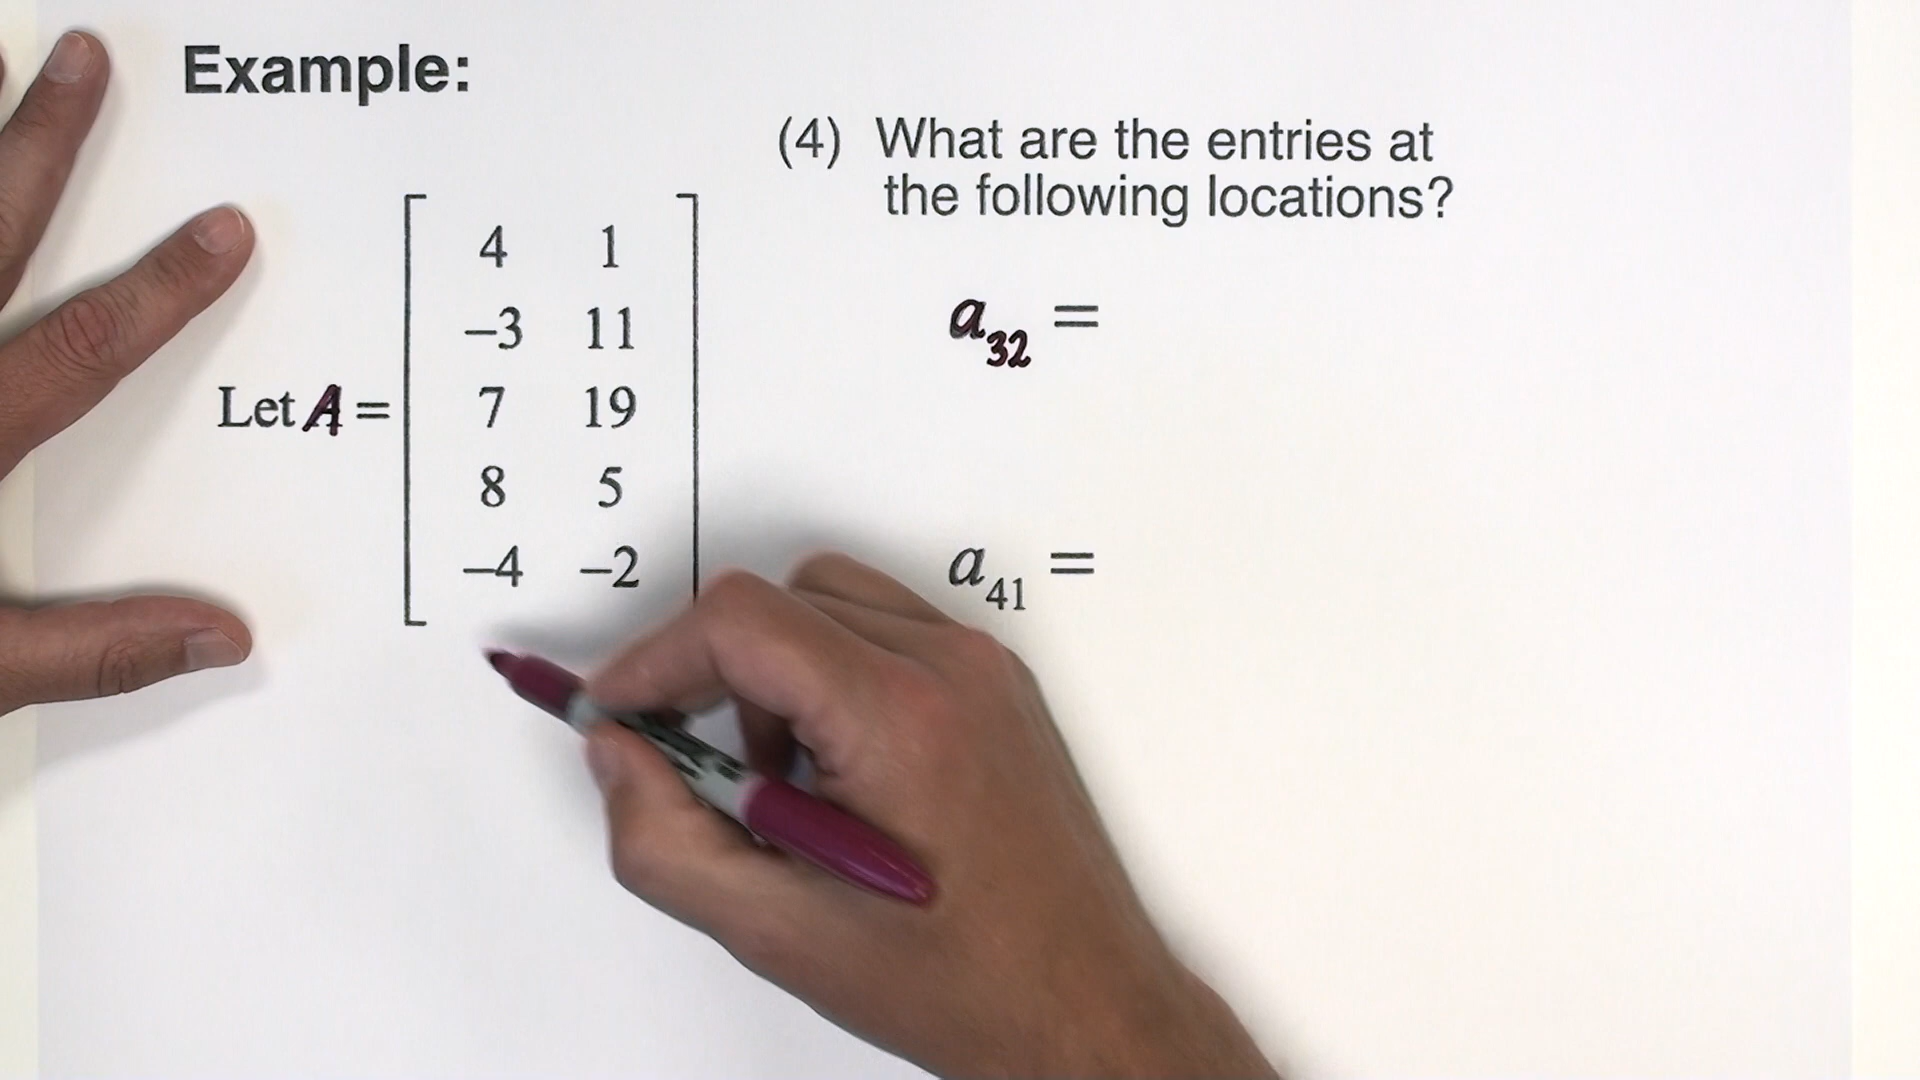 Example:
(4) What are the entries at
the following locations?
4 1
–3 11
Let A = 7 19
8 5
–4 –2
a32 =
a41 =